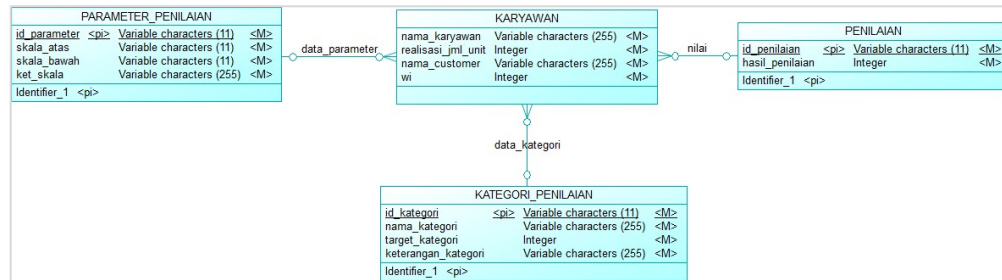 PARAMETER_PENILAIAN
id_parameter <pi> Variable characters (11) <M>
skala_atas Variable characters (11) <M>
skala_bawah Variable characters (11) <M>
ket_skala Variable characters (255) <M>
Identifier_1 <pi>
data_parameter
KARYAWAN
nama_karyawan Variable characters (255) <M>
realisasi_jml_unit Integer <M>
nama_customer Variable characters (255) <M>
wi Integer <M>
nilai
PENILAIAN
id_penilaian <pi> Variable characters (11) <M>
hasil_penilaian Integer <M>
Identifier_1 <pi>
data_kategori
KATEGORI_PENILAIAN
id_kategori <pi> Variable characters (11) <M>
nama_kategori Variable characters (255) <M>
target_kategori Integer <M>
keterangan_kategori Variable characters (255) <M>
Identifier_1 <pi>